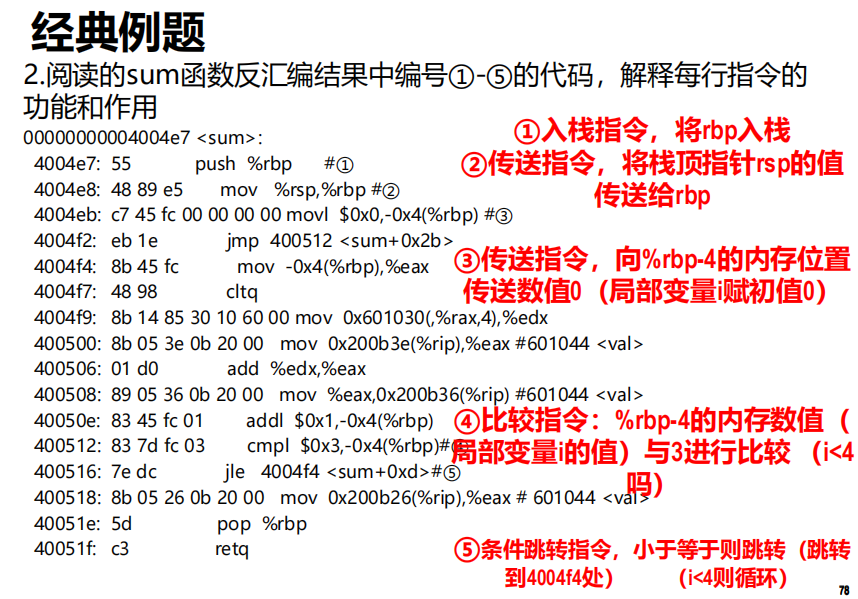 经典例题
2.阅读的sum函数反汇编结果中编号①-⑤的代码，解释每行指令的
功能和作用
00000000004004e7 <sum>:
4004e7: 55 push %rbp #①
4004e8: 48 89 e5 mov %rsp,%rbp #②
4004eb: c7 45 fc 00 00 00 00 movl $0x0,-0x4(%rbp) #③
4004f2: eb 1e jmp 400512 <sum+0x2b>
4004f4: 8b 45 fc mov -0x4(%rbp),%eax
4004f7: 48 98 cltq
4004f9: 8b 14 85 30 10 60 00 mov 0x601030(,%rax,4),%edx
400500: 8b 05 3e 0b 20 00 mov 0x200b3e(%rip),%eax #601044 <val>
400506: 01 d0 add %edx,%eax
400508: 89 05 36 0b 20 00 mov %eax,0x200b36(%rip) #601044 <val>
40050e: 83 45 fc 01 addl $0x1,-0x4(%rbp)
400512: 83 7d fc 03 cmpl $0x3,-0x4(%rbp)#
400516: 7e dc jle 4004f4 <sum+0xd>#⑤
400518: 8b 05 26 0b 20 00 mov 0x200b26(%rip),%eax # 601044 <val>
40051e: 5d pop %rbp
40051f: c3 retq
①入栈指令，将rbp入栈
②传送指令，将栈顶指针rsp的值
传送给rbp
③传送指令，向%rbp-4的内存位置
传送数值0（局部变量i赋初值0）
④比较指令：%rbp-4的内存数值（
局部变量i的值）与3进行比较 （i<4
吗）
⑤条件跳转指令，小于等于则跳转（跳转
到4004f4处） （i<4则循环）
78